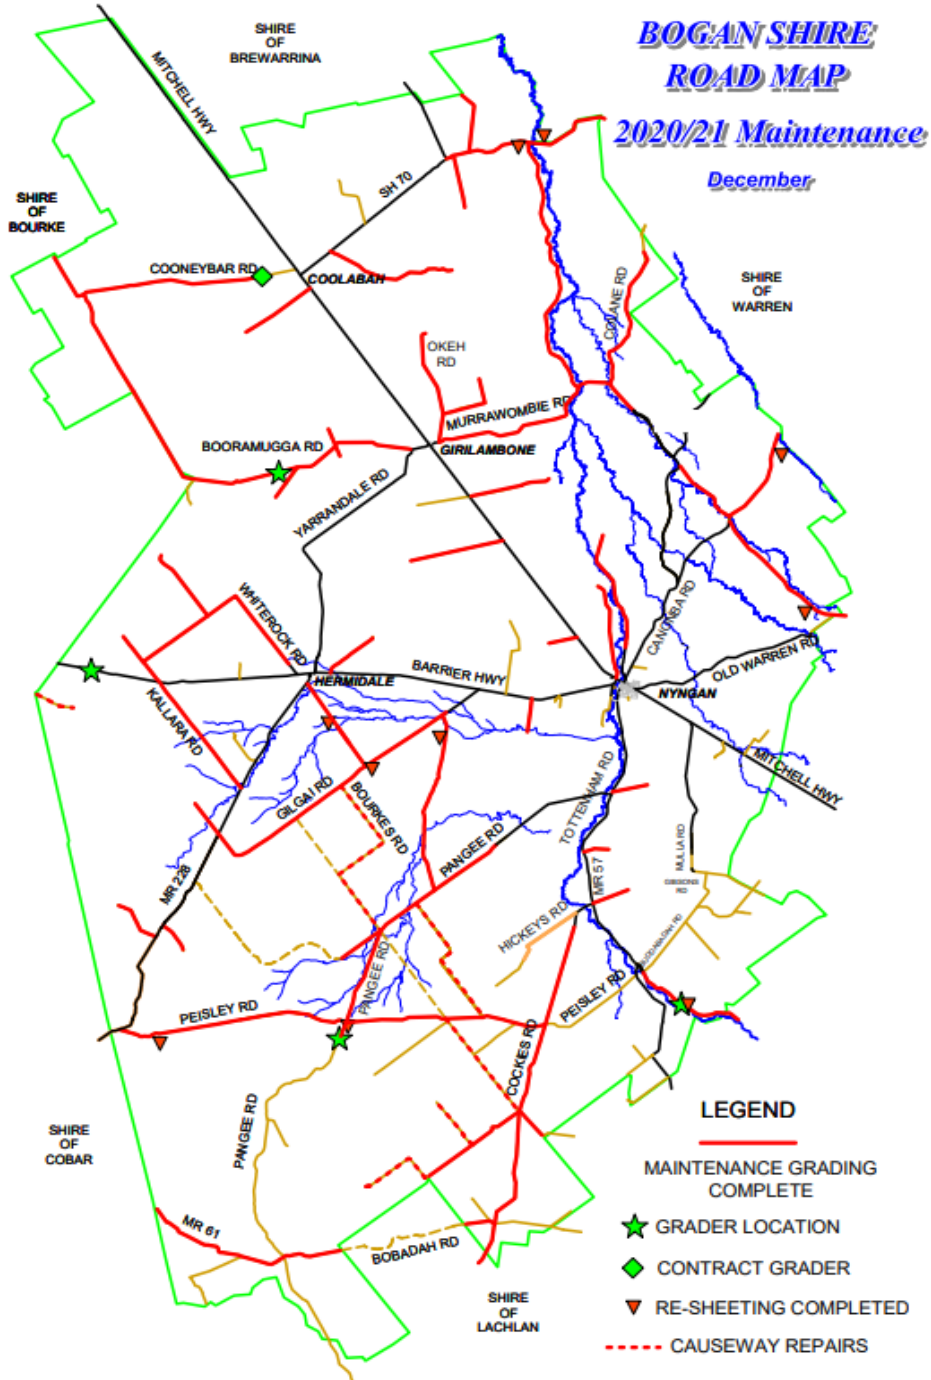 BOGAN SHIRE
ROAD MAP
2020/21 Maintenance
December
SHIRE
OF
BREWARRINA
MITCHELL HWY
SH 70
SHIRE
OF
BOURKE
COONEYBAR RD
COOLABAH
SHIRE
OF
WARREN
COLANE RD
OKEH
RD
MURRAWOMBIE RD
BOORAMUGGA RD
GIRILAMBONE
YARRANDALE RD
WHITEROCK RD
CANONBA RD
OLD WARREN RD
BARRIER HWY
HERMIDALE
NYNGAN
KALLARA RD
MITCHELL HWY
TOTTENHAM RD
GILGAI RD
BOURKES RD
PANGEE RD
MULLA RD
MR 228
MR 57
GIBSONS
RD
HICKEYS RD
PANGEE RD
PEISLEY RD
PEISLEY RD
COCKIES RD
PANGEE RD
SHIRE
OF
COBAR
MR 61
BOBADAH RD
SHIRE
OF
LACHLAN
LEGEND
MAINTENANCE GRADING
COMPLETE
GRADER LOCATION
CONTRACT GRADER
RE-SHEETING COMPLETED
CAUSEWAY REPAIRS